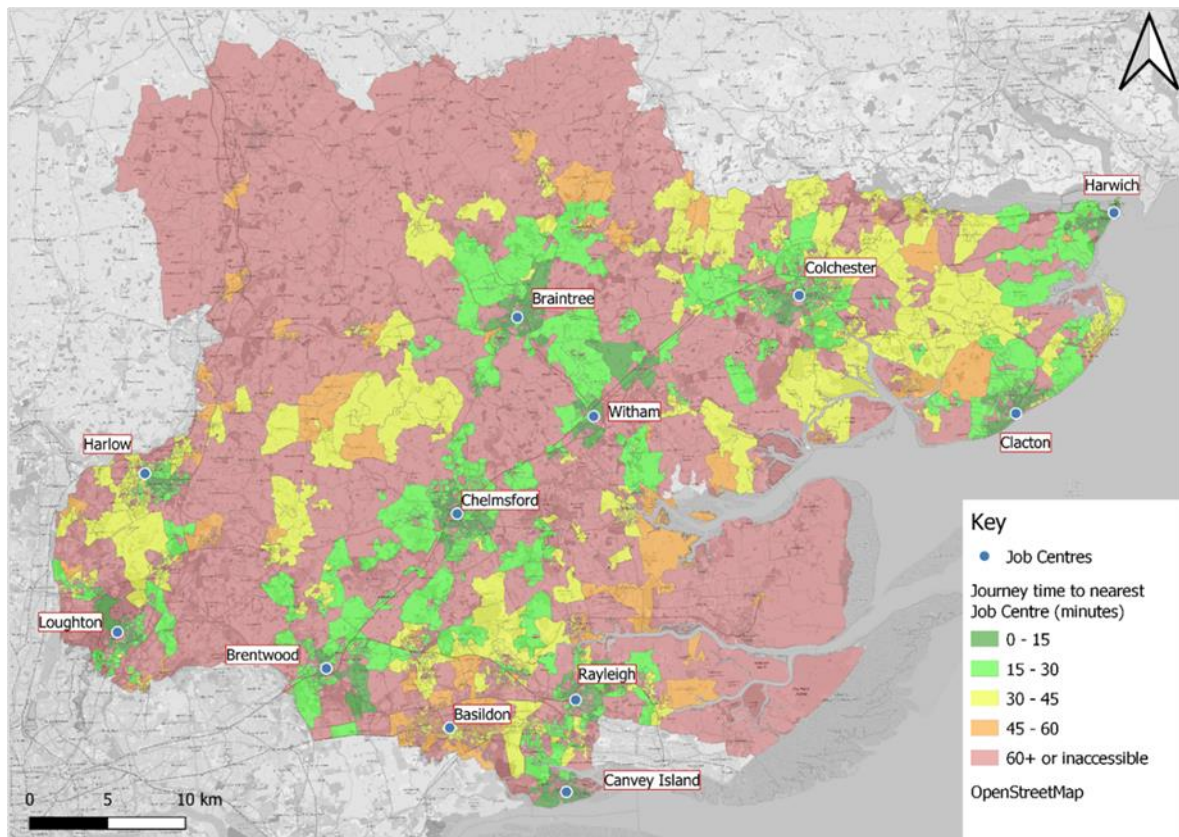 Harwich
Colchester
Braintree
Witham
Clacton
Harlow
Chelmsford
Loughton
Brentwood
Rayleigh
Basildon
Canvey Island
0 10 km
Key
Job Centres
Journey time to nearest
Job Centre (minutes)
0 - 15
15 - 30
30 - 45
45 - 60
60+ or inaccessible
OpenStreetMap